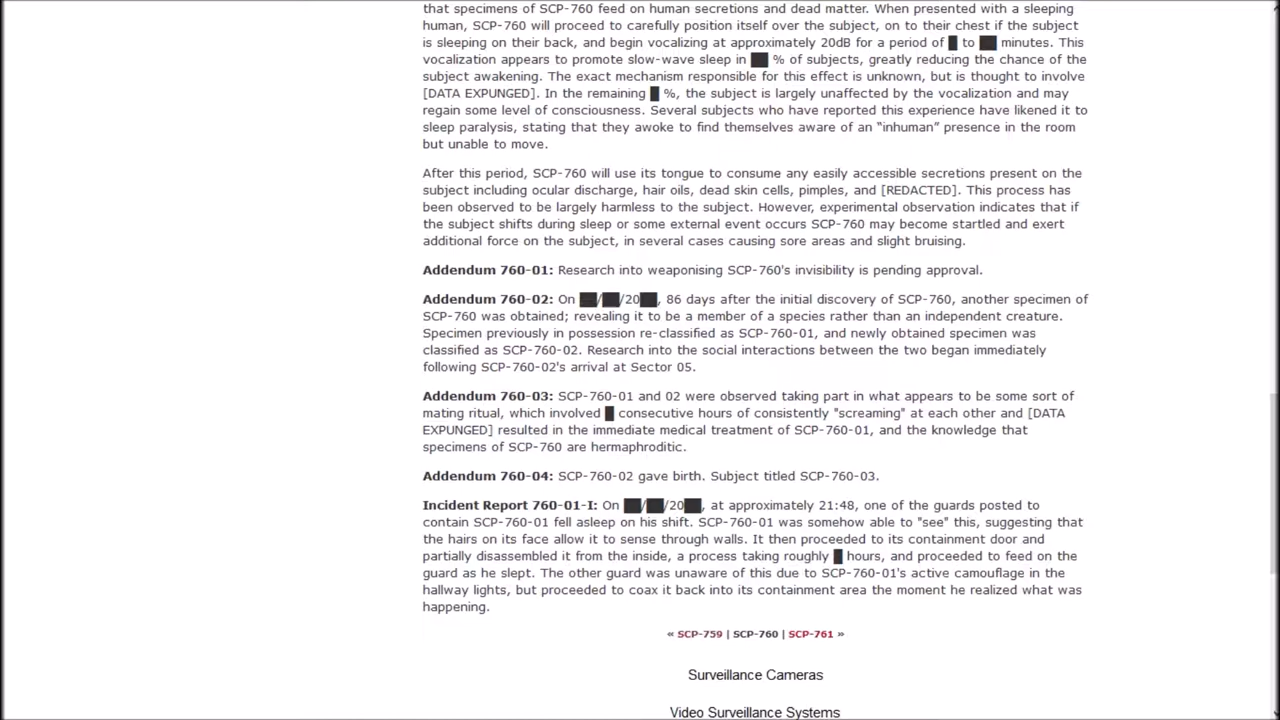 that specimens of SCP-760 feed on human secretions and dead matter. When presented with a sleeping
human, SCP-760 will proceed to carefully position itself over the subject, on to their chest if the subject
is sleeping on their back, and begin vocalizing at approximately 20dB for a period of █ to ██ minutes. This
vocalization appears to promote slow-wave sleep in ██ % of subjects, greatly reducing the chance of the
subject awakening. The exact mechanism responsible for this effect is unknown, but is thought to involve
[DATA EXPUNGED]. In the remaining █ %, the subject is largely unaffected by the vocalization and may
regain some level of consciousness. Several subjects who have reported this experience have likened it to
sleep paralysis, stating that they awoke to find themselves aware of an “inhuman” presence in the room
but unable to move.
After this period, SCP-760 will use its tongue to consume any easily accessible secretions present on the
subject including ocular discharge, hair oils, dead skin cells, pimples, and [REDACTED]. This process has
been observed to be largely harmless to the subject. However, experimental observation indicates that if
the subject shifts during sleep or some external event occurs SCP-760 may become startled and exert
additional force on the subject, in several cases causing sore areas and slight bruising.
Addendum 760-01: Research into weaponising SCP-760's invisibility is pending approval.
Addendum 760-02: On ██/██/20██, 86 days after the initial discovery of SCP-760, another specimen of
SCP-760 was obtained; revealing it to be a member of a species rather than an independent creature.
Specimen previously in possession re-classified as SCP-760-01, and newly obtained specimen was
classified as SCP-760-02. Research into the social interactions between the two began immediately
following SCP-760-02's arrival at Sector 05.
Addendum 760-03: SCP-760-01 and 02 were observed taking part in what appears to be some sort of
mating ritual, which involved █ consecutive hours of consistently "screaming" at each other and [DATA
EXPUNGED] resulted in the immediate medical treatment of SCP-760-01, and the knowledge that
specimens of SCP-760 are hermaphroditic.
Addendum 760-04: SCP-760-02 gave birth. Subject titled SCP-760-03.
Incident Report 760-01-I: On ██/██/20██, at approximately 21:48, one of the guards posted to
contain SCP-760-01 fell asleep on his shift. SCP-760-01 was somehow able to "see" this, suggesting that
the hairs on its face allow it to sense through walls. It then proceeded to its containment door and
partially disassembled it from the inside, a process taking roughly █ hours, and proceeded to feed on the
guard as he slept. The other guard was unaware of this due to SCP-760-01's active camouflage in the
hallway lights, but proceeded to coax it back into its containment area the moment he realized what was
happening.
« SCP-759 | SCP-760 | SCP-761 »
Surveillance Cameras
Video Surveillance Systems